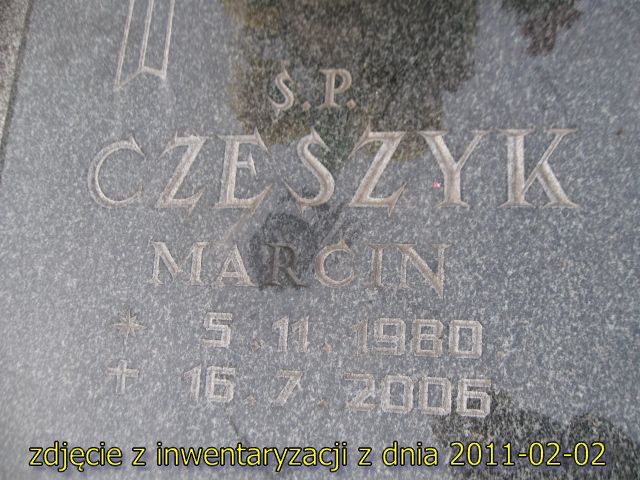 Ś.P.
CZESZYK
MARCIN
* 5.11.1980
† 16.7.2006
zdjęcie z inwentaryzacji z dnia 2011-02-02